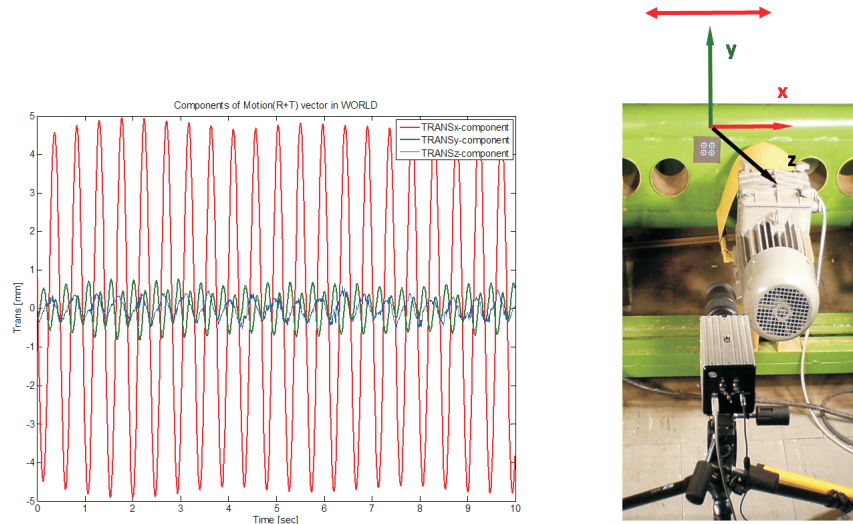 Components of Motion(R+T) vector in WORLD
TRANSx-component
TRANSy-component
TRANSz-component
Trans [mm]
5
4
3
2
1
0
-1
-2
-3
-4
-5
0 1 2 3 4 5 6 7 8 9 10
Time [sec]
y
x
z